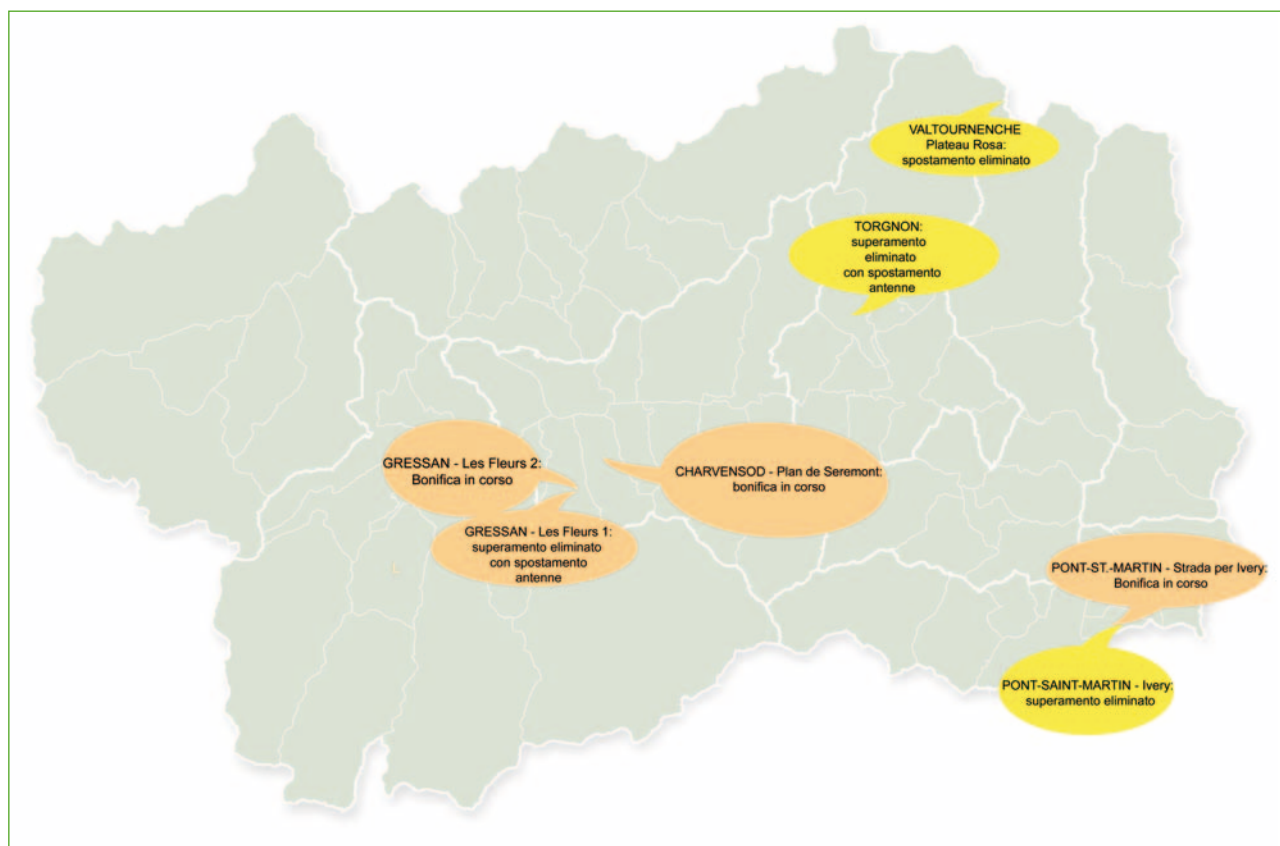 VALTOURNENCHE
Plateau Rosa:
spostamento eliminato
TORGNON:
superamento
eliminato
con spostamento
antenne
GRESSAN - Les Fleurs 2:
Bonifica in corso
CHARVENSOD - Plan de Seremont:
bonifica in corso
GRESSAN - Les Fleurs 1:
superamento eliminato
con spostamento
antenne
PONT-ST.-MARTIN - Strada per Ivery:
Bonifica in corso
PONT-SAINT-MARTIN - Ivery:
superamento eliminato